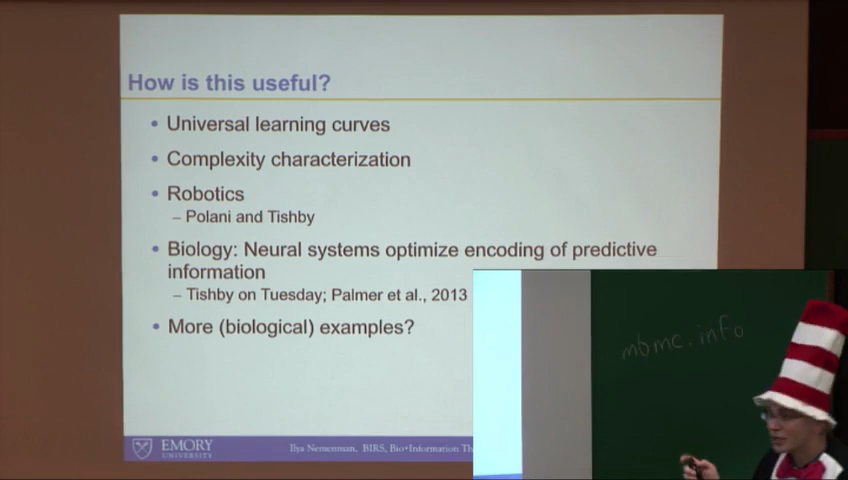 How is this useful?
• Universal learning curves
• Complexity characterization
• Robotics
– Polani and Tishby
• Biology: Neural systems optimize encoding of predictive
information
– Tishby on Tuesday; Palmer et al., 2013
• More (biological) examples?
EMORY
UNIVERSITY
Ilya Nemenman, BIRS, Bio+Information Th
mbmc.info